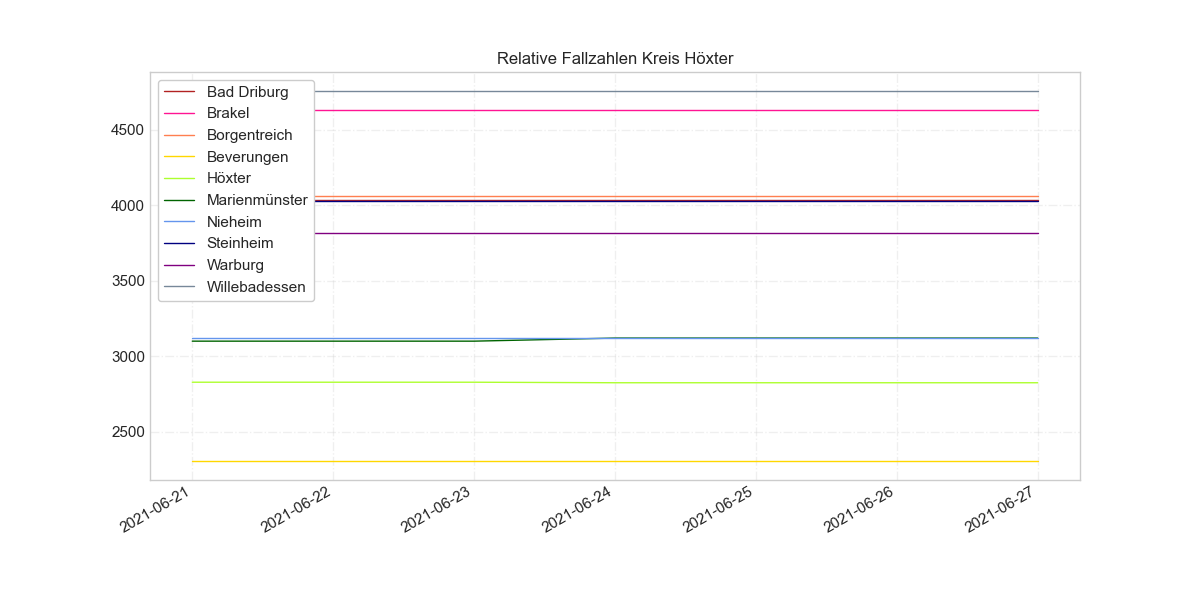 Relative Fallzahlen Kreis Höxter
Bad Driburg
Brakel
Borgentreich
Beverungen
Höxter
Marienmünster
Nieheim
Steinheim
Warburg
Willebadessen
4500
4000
3500
3000
2500
2021-06-21
2021-06-22
2021-06-23
2021-06-24
2021-06-25
2021-06-26
2021-06-27